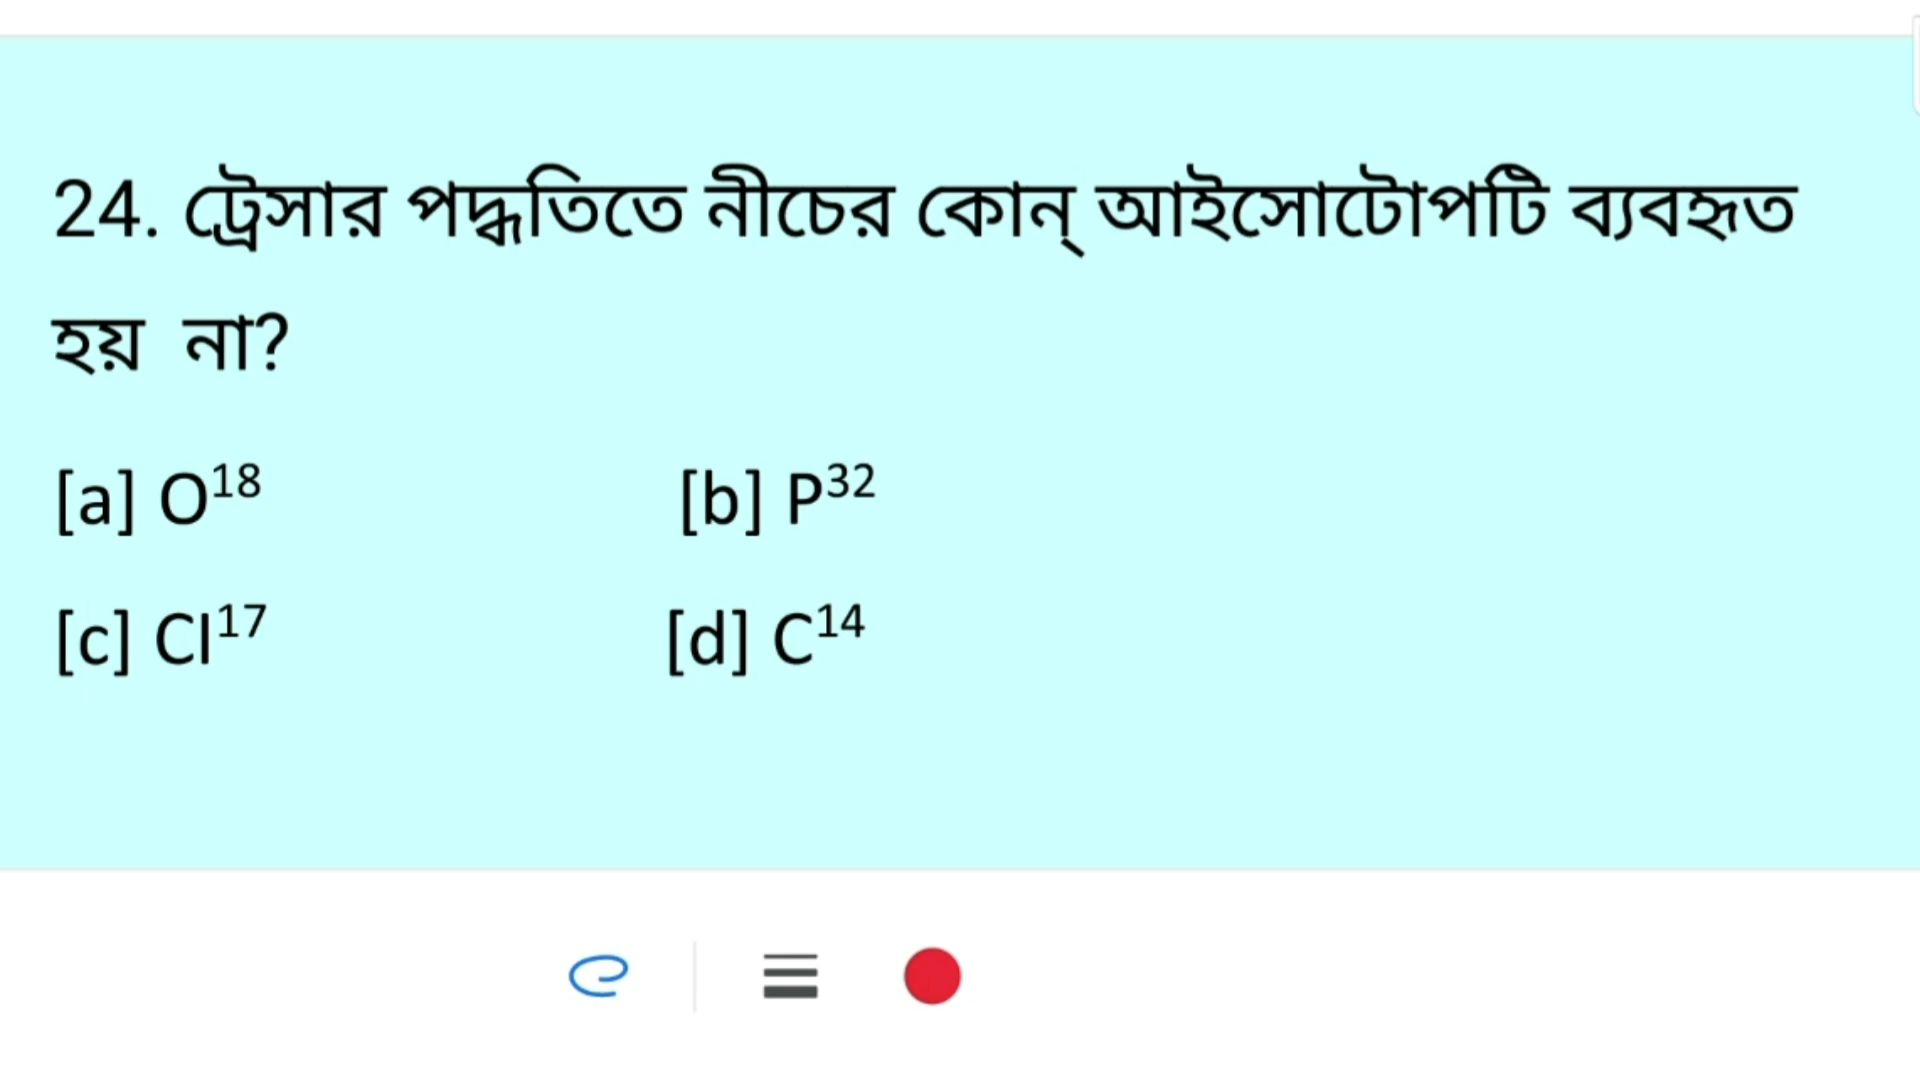 24. ট্রেসার পদ্ধতিতে নীচের কোন্ আইসোটোপটি ব্যবহৃত
হয় না?
[a] O¹⁸ [b] P³²
[c] Cl¹⁷ [d] C¹⁴